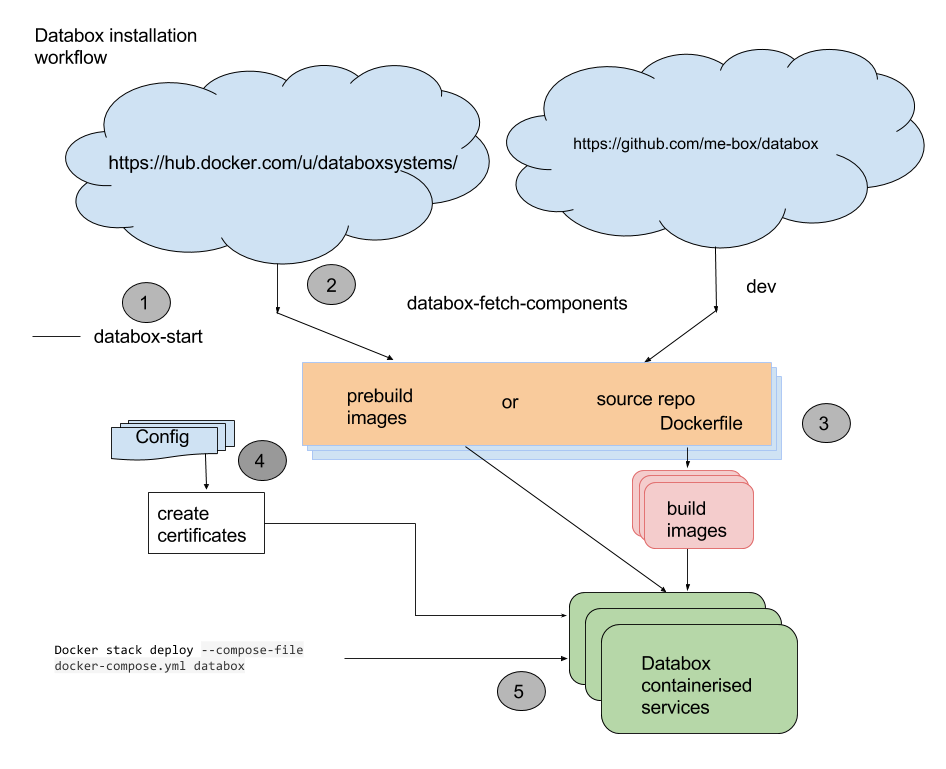 Databox installation
workflow
https://hub.docker.com/u/databoxsystems/
https://github.com/me-box/databox
1
2
databox-fetch-components
dev
databox-start
prebuild
images
or
source repo
Dockerfile
3
Config
4
create
certificates
build
images
Docker stack deploy --compose-file
docker-compose.yml databox
5
Databox
containerised
services